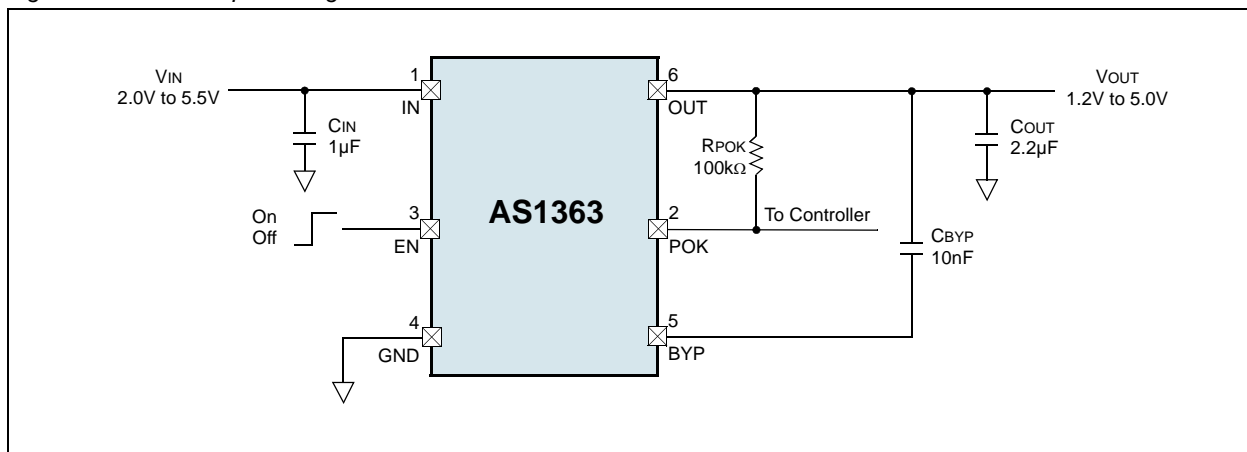 VIN
2.0V to 5.5V
CIN
1µF
1
IN
On
Off
3
EN
4
GND
AS1363
6
OUT
2
POK
5
BYP
RPOK
100kΩ
To Controller
CBYP
10nF
COUT
2.2µF
VOUT
1.2V to 5.0V